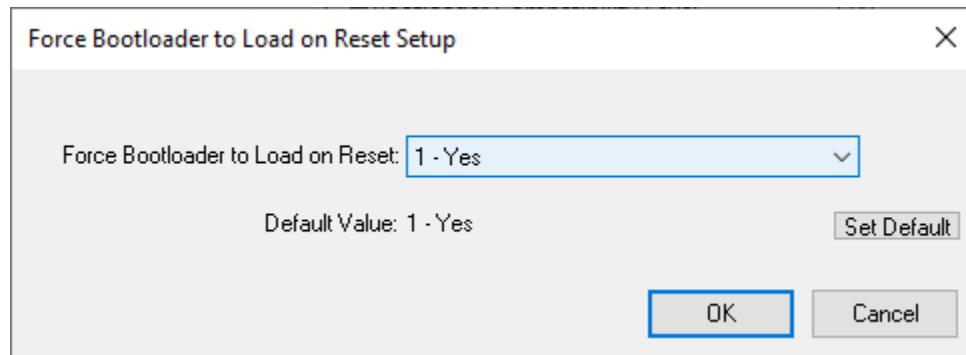 Force Bootloader to Load on Reset Setup
Force Bootloader to Load on Reset: 1 - Yes
Default Value: 1 - Yes
Set Default
OK
Cancel